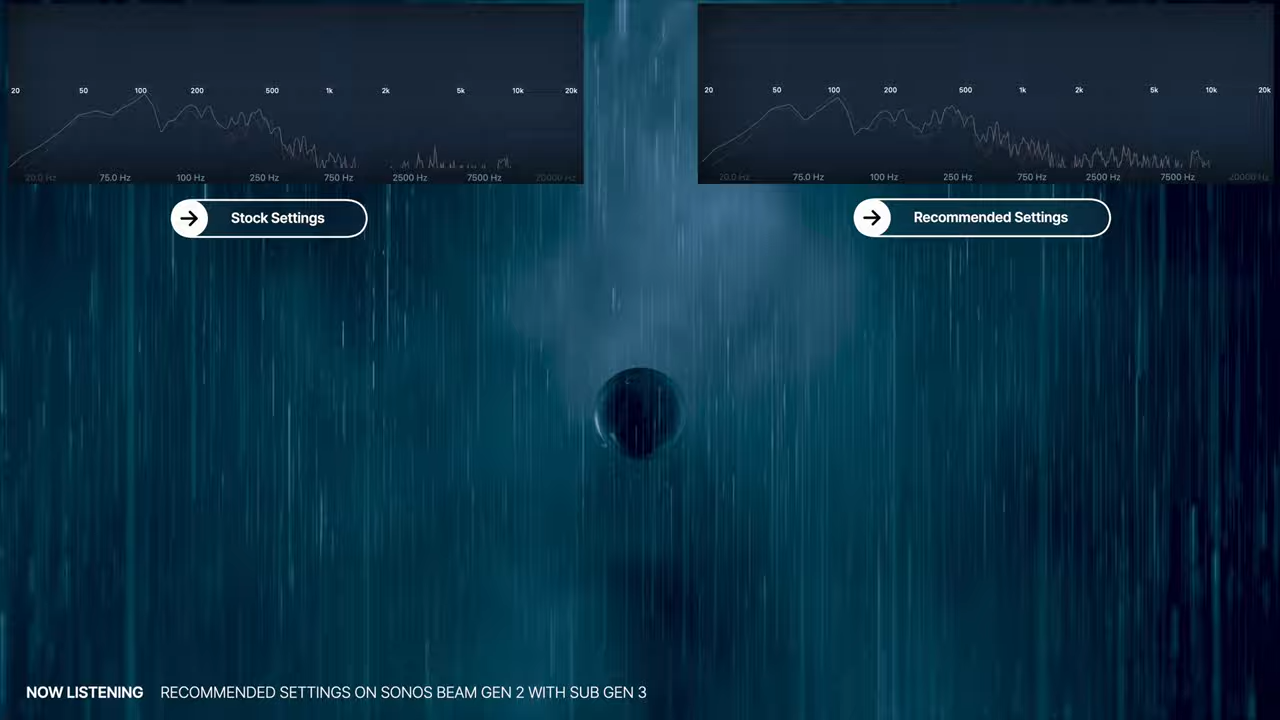 20 50 100 200 500 1k 2k 5k 10k 20k
20.0 Hz 75.0 Hz 100 Hz 250 Hz 750 Hz 2500 Hz 7500 Hz 20000 Hz
Stock Settings
20 50 100 200 500 1k 2k 5k 10k 20k
20.0 Hz 75.0 Hz 100 Hz 250 Hz 750 Hz 2500 Hz 7500 Hz 20000 Hz
Recommended Settings
NOW LISTENING RECOMMENDED SETTINGS ON SONOS BEAM GEN 2 WITH SUB GEN 3